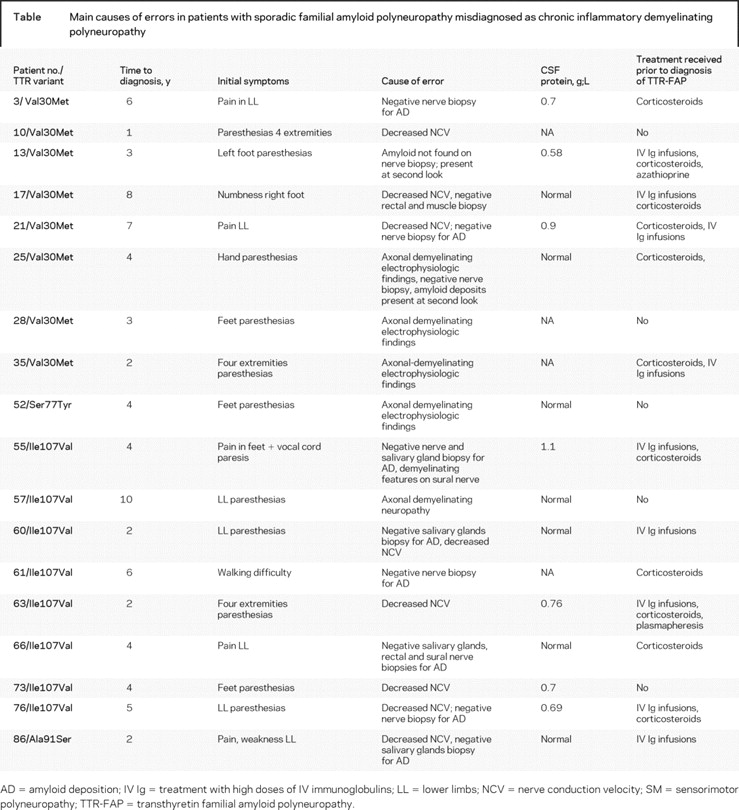 Table Main causes of errors in patients with sporadic familial amyloid polyneuropathy misdiagnosed as chronic inflammatory demyelinating
polyneuropathy
Patient no./ Time to CSF Treatment received
TTR variant diagnosis, y Initial symptoms Cause of error protein, g;L prior to diagnosis
of TTR-FAP
3/ Val30Met 6 Pain in LL Negative nerve biopsy 0.7 Corticosteroids
for AD
10/Val30Met 1 Paresthesias 4 extremities Decreased NCV NA No
13/Val30Met 3 Left foot paresthesias Amyloid not found on 0.58 IV Ig infusions,
nerve biopsy; present corticosteroids,
at second look azathioprine
17/Val30Met 8 Numbness right foot Decreased NCV, negative Normal IV Ig infusions
rectal and muscle biopsy corticosteroids
21/Val30Met 7 Pain LL Decreased NCV; negative 0.9 Corticosteroids, IV
nerve biopsy for AD Ig infusions
25/Val30Met 4 Hand paresthesias Axonal demyelinating Normal Corticosteroids,
electrophysiologic
findings, negative nerve
biopsy, amyloid deposits
present at second look
28/Val30Met 3 Feet paresthesias Axonal demyelinating NA No
electrophysiologic
findings
35/Val30Met 2 Four extremities Axonal-demyelinating NA Corticosteroids, IV
paresthesias electrophysiologic Ig infusions
findings
52/Ser77Tyr 4 Feet paresthesias Axonal demyelinating Normal No
electrophysiologic
findings
55/Ile107Val 4 Pain in feet + vocal cord Negative nerve and 1.1 IV Ig infusions,
paresis salivary gland biopsy for corticosteroids
AD, demyelinating
features on sural nerve
57/Ile107Val 10 LL paresthesias Axonal demyelinating Normal No
neuropathy
60/Ile107Val 2 LL paresthesias Negative salivary glands Normal IV Ig infusions
biopsy for AD, decreased
NCV
61/Ile107Val 6 Walking difficulty Negative nerve biopsy NA Corticosteroids
for AD
63/Ile107Val 2 Four extremities Decreased NCV 0.76 IV Ig infusions,
paresthesias corticosteroids,
plasmapheresis
66/Ile107Val 4 Pain LL Negative salivary glands, Normal Corticosteroids
rectal and sural nerve
biopsies for AD
73/Ile107Val 4 Feet paresthesias Decreased NCV 0.7 No
76/Ile107Val 5 LL paresthesias Decreased NCV; negative 0.69 IV Ig infusions,
nerve biopsy for AD corticosteroids
86/Ala91Ser 2 Pain, weakness LL Decreased NCV, negative Normal IV Ig infusions
salivary glands biopsy
for AD
AD = amyloid deposition; IV Ig = treatment with high doses of IV immunoglobulins; LL = lower limbs; NCV = nerve conduction velocity; SM = sensorimotor
polyneuropathy; TTR-FAP = transthyretin familial amyloid polyneuropathy.